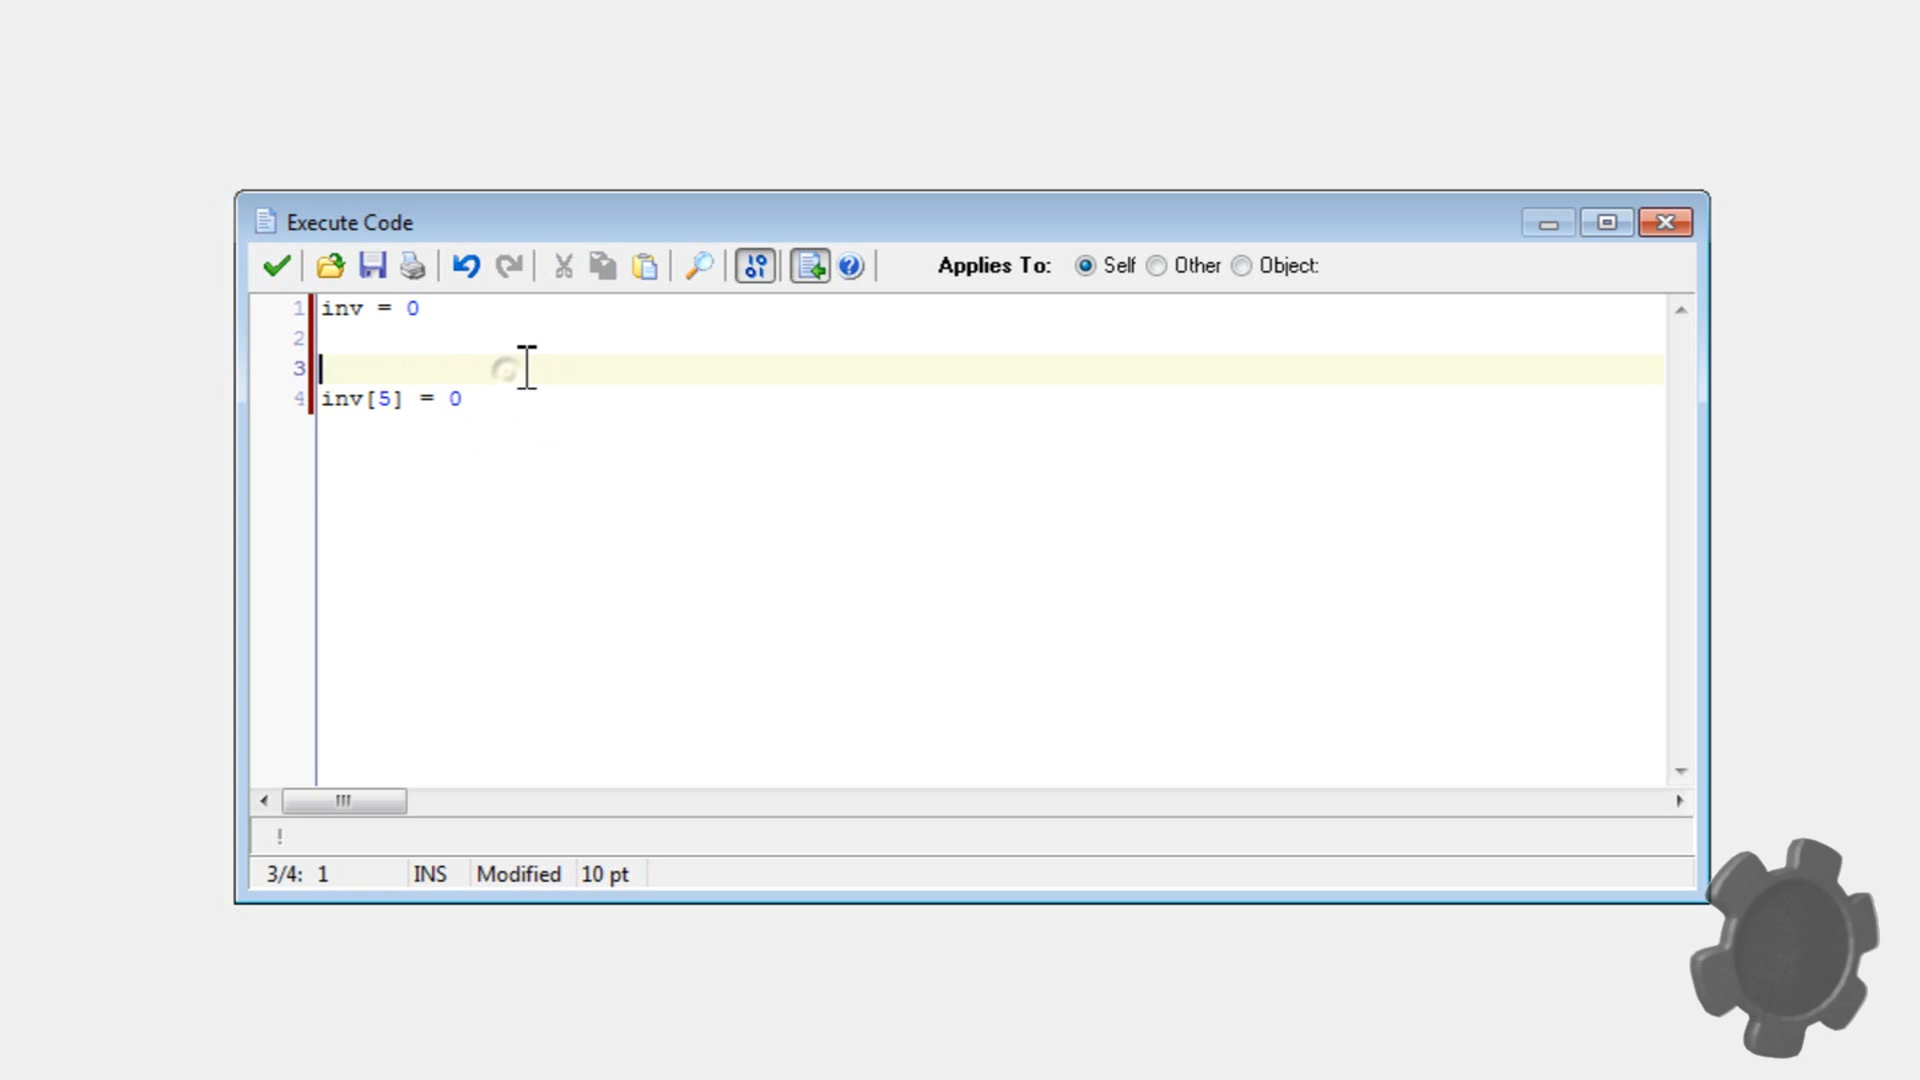 Execute Code
Applies To: Self Other Object:
1 inv = 0
2
3
4 inv[5] = 0
!
3/4: 1 INS Modified 10 pt